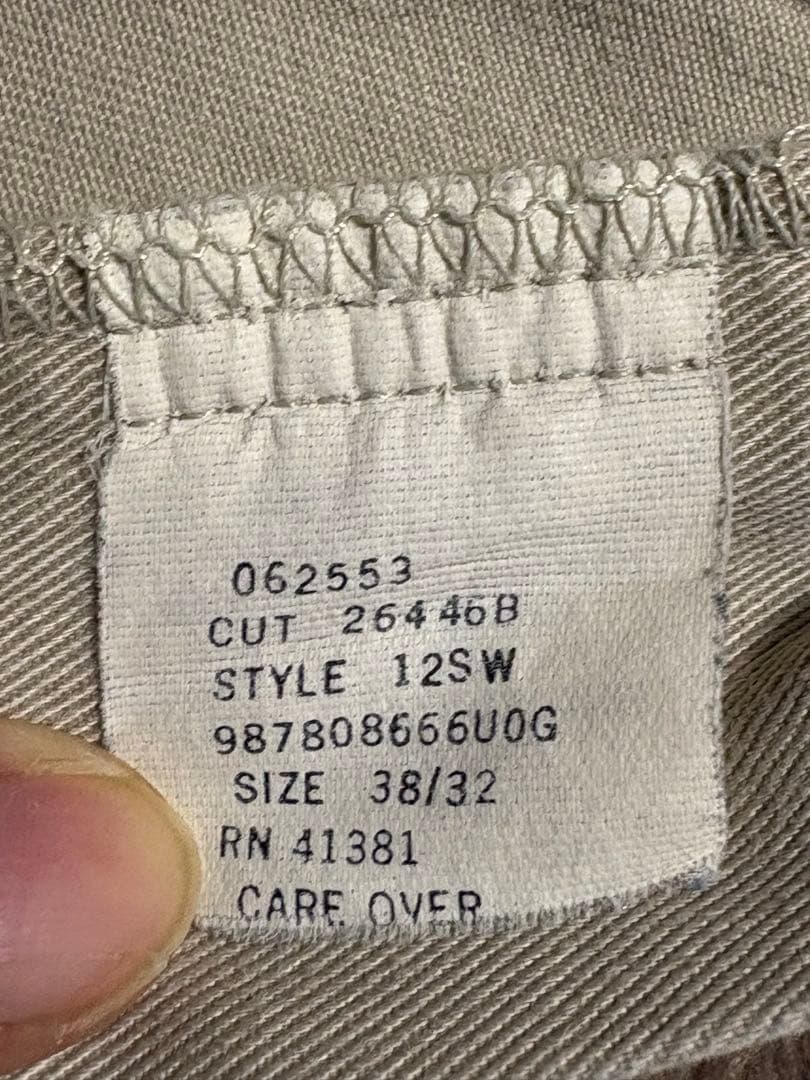 062553
CUT 26446B
STYLE 12SW
987808666U0G
SIZE 38/32
RN 41381
CARE OVER